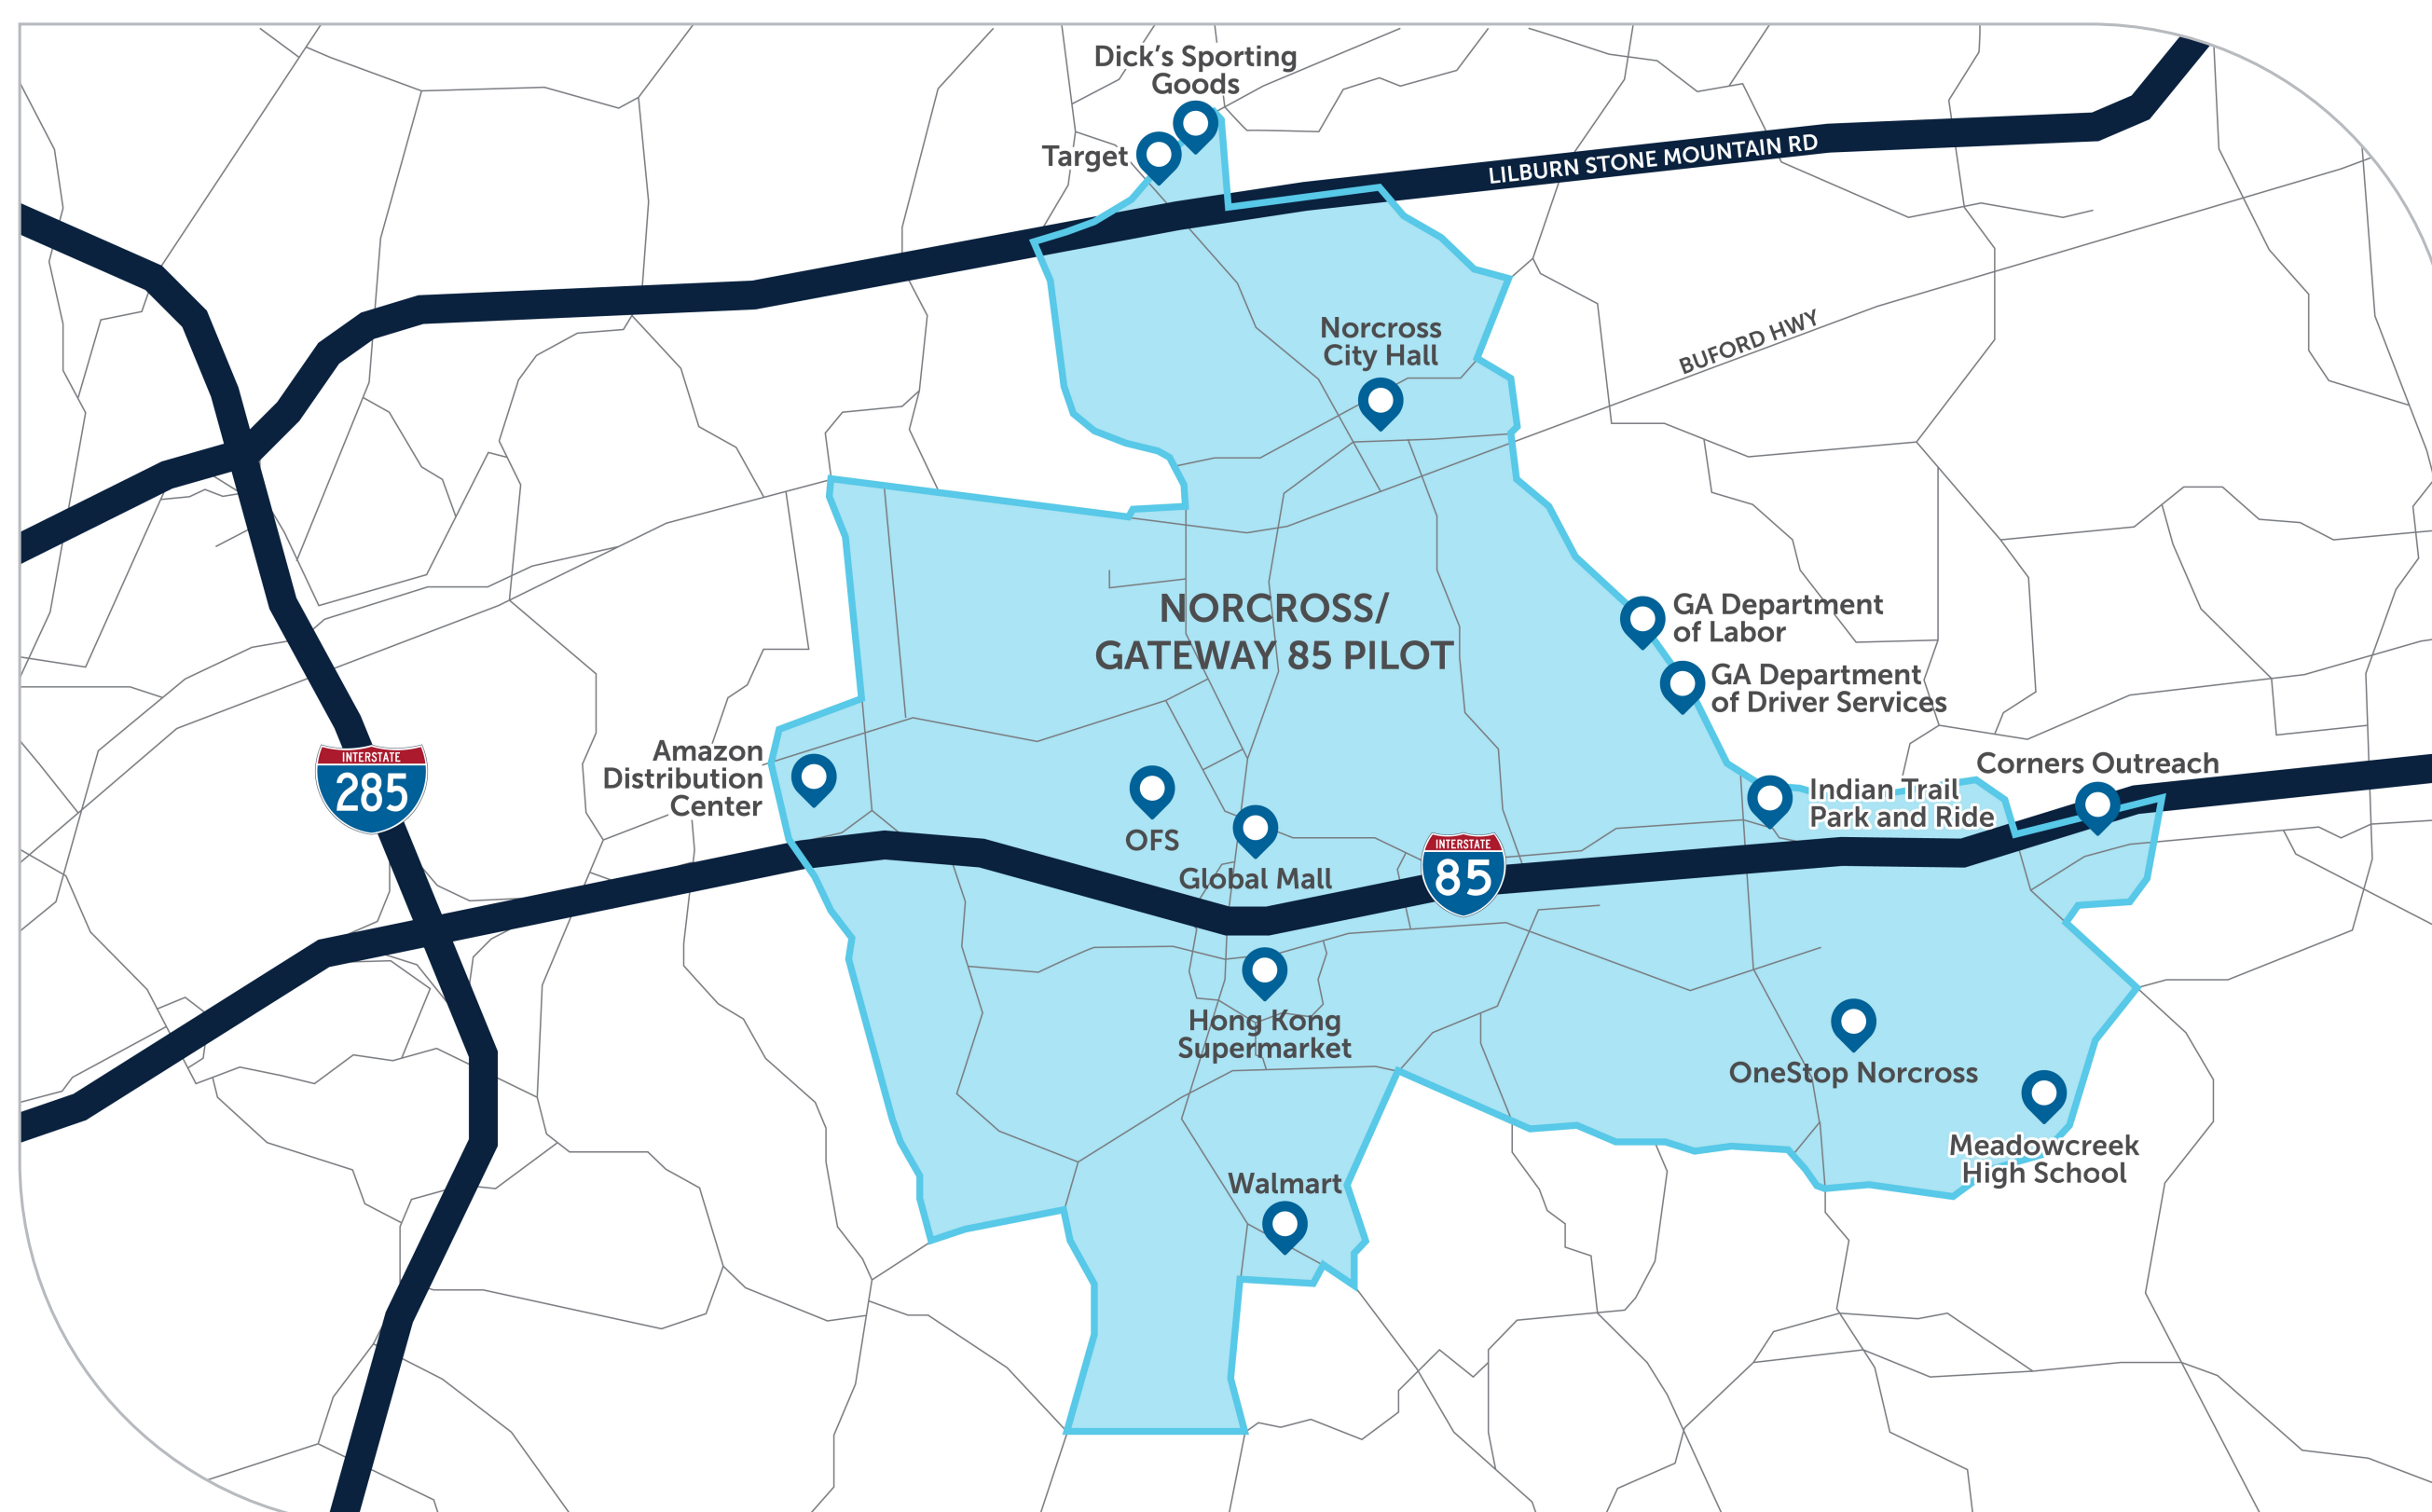 Dick's Sporting
Goods
Target
LILBURN STONE MOUNTAIN RD
Norcross
City Hall
BUFORD HWY
NORCROSS/
GATEWAY 85 PILOT
GA Department
of Labor
GA Department
of Driver Services
Amazon
Distribution
Center
INTERSTATE
285
OFS
Global Mall
INTERSTATE
85
Indian Trail
Park and Ride
Corners Outreach
Hong Kong
Supermarket
OneStop Norcross
Meadowcreek
High School
Walmart